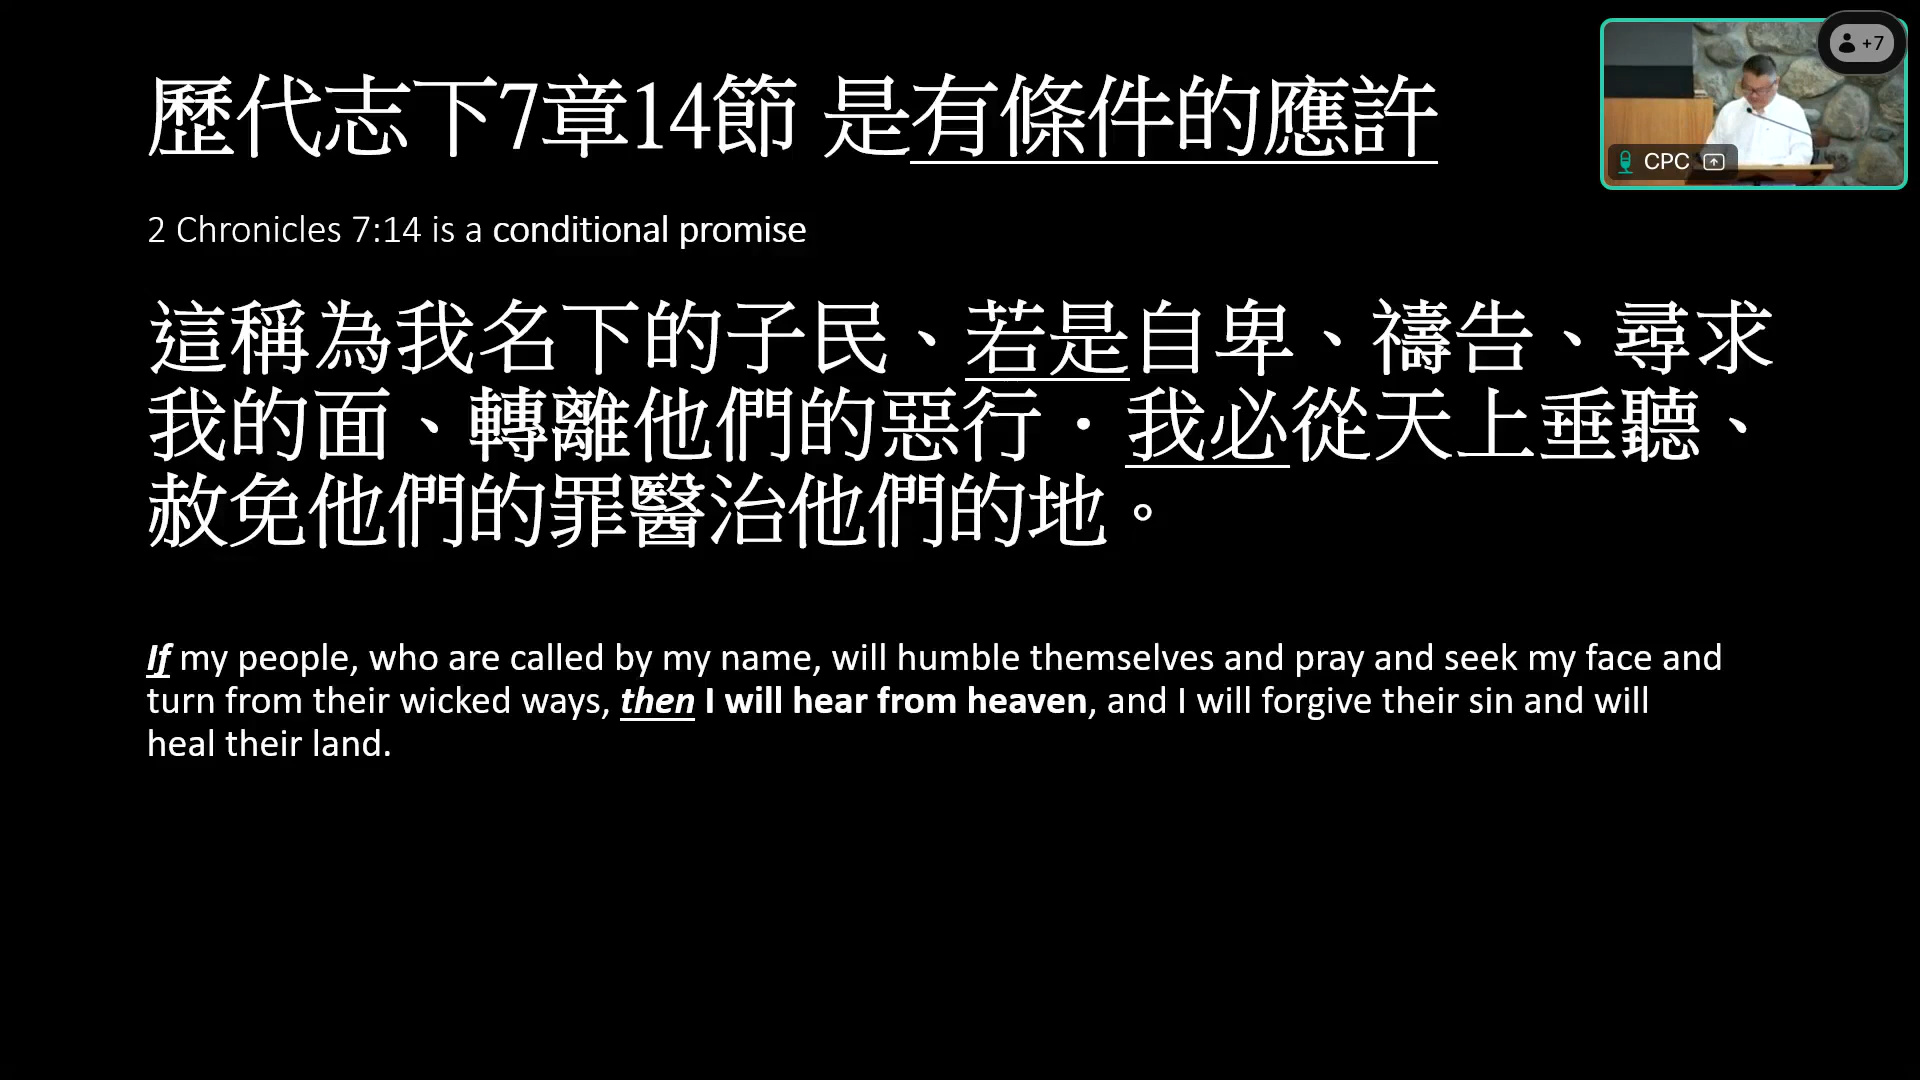 歷代志下7章14節 是有條件的應許
+7
CPC
2 Chronicles 7:14 is a conditional promise
這稱為我名下的子民、若是自卑、禱告、尋求
我的面、轉離他們的惡行．我必從天上垂聽、
赦免他們的罪醫治他們的地。
If my people, who are called by my name, will humble themselves and pray and seek my face and
turn from their wicked ways, then I will hear from heaven, and I will forgive their sin and will
heal their land.